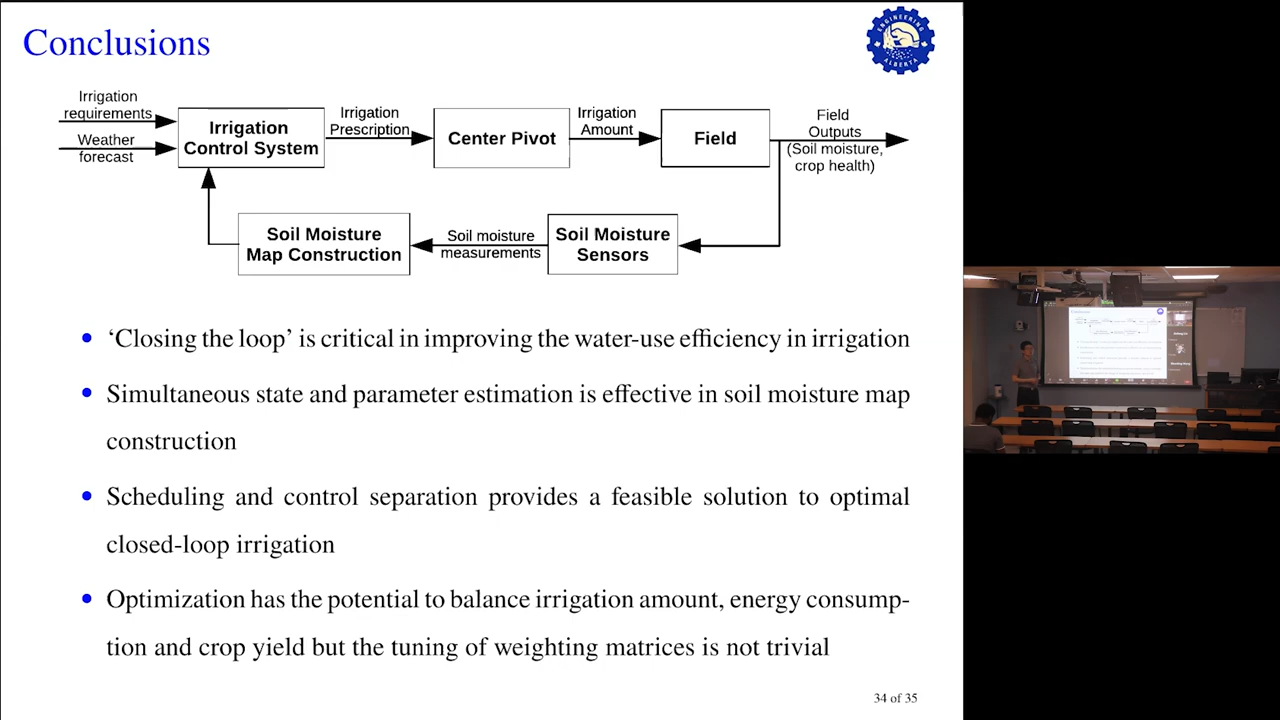 Conclusions
ENGINEERING
ALBERTA
Irrigation
requirements
Weather
forecast
Irrigation
Control System
Irrigation
Prescription
Center Pivot
Irrigation
Amount
Field
Field
Outputs
(Soil moisture,
crop health)
Soil Moisture
Map Construction
Soil moisture
measurements
Soil Moisture
Sensors
• ‘Closing the loop’ is critical in improving the water-use efficiency in irrigation
• Simultaneous state and parameter estimation is effective in soil moisture map
construction
• Scheduling and control separation provides a feasible solution to optimal
closed-loop irrigation
• Optimization has the potential to balance irrigation amount, energy consump-
tion and crop yield but the tuning of weighting matrices is not trivial
34 of 35
Conclusions